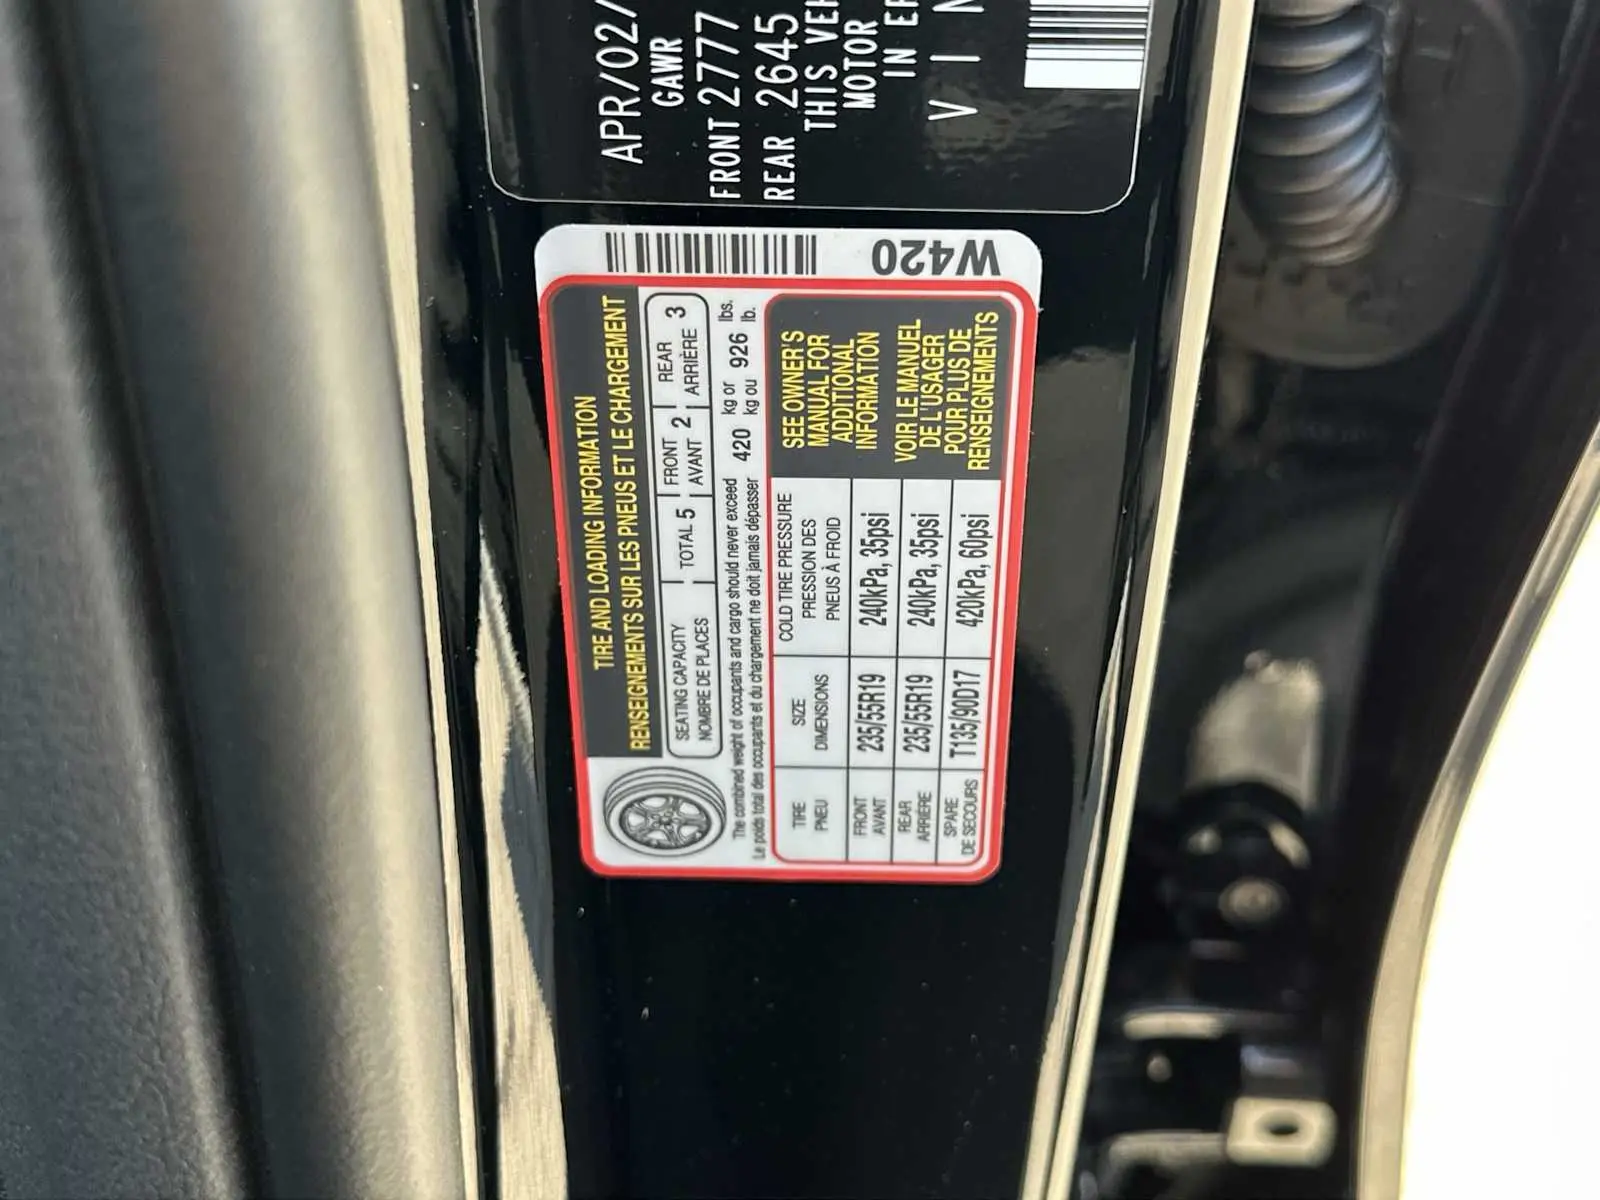 APR/02/
GAWR
FRONT 2777
REAR 2645
THIS VEH
MOTOR
IN EF
V I N
W420
TIRE AND LOADING INFORMATION
RENSEIGNEMENTS SUR LES PNEUS ET LE CHARGEMENT
SEATING CAPACITY TOTAL 5 FRONT 2 REAR 3
NOMBRE DE PLACES AVANT ARRIÈRE
The combined weight of occupants and cargo should never exceed 420 kg or 926 lbs.
Le poids total des occupants et du chargement ne doit jamais dépasser kg ou lb.
TIRE SIZE COLD TIRE PRESSURE
PNEU DIMENSIONS PRESSION DES
PNEUS À FROID
FRONT 235/55R19 240kPa, 35psi
AVANT
REAR 235/55R19 240kPa, 35psi
ARRIÈRE
SPARE T135/90D17 420kPa, 60psi
DE SECOURS
SEE OWNER'S
MANUAL FOR
ADDITIONAL
INFORMATION
VOIR LE MANUEL
DE L'USAGER
POUR PLUS DE
RENSEIGNEMENTS